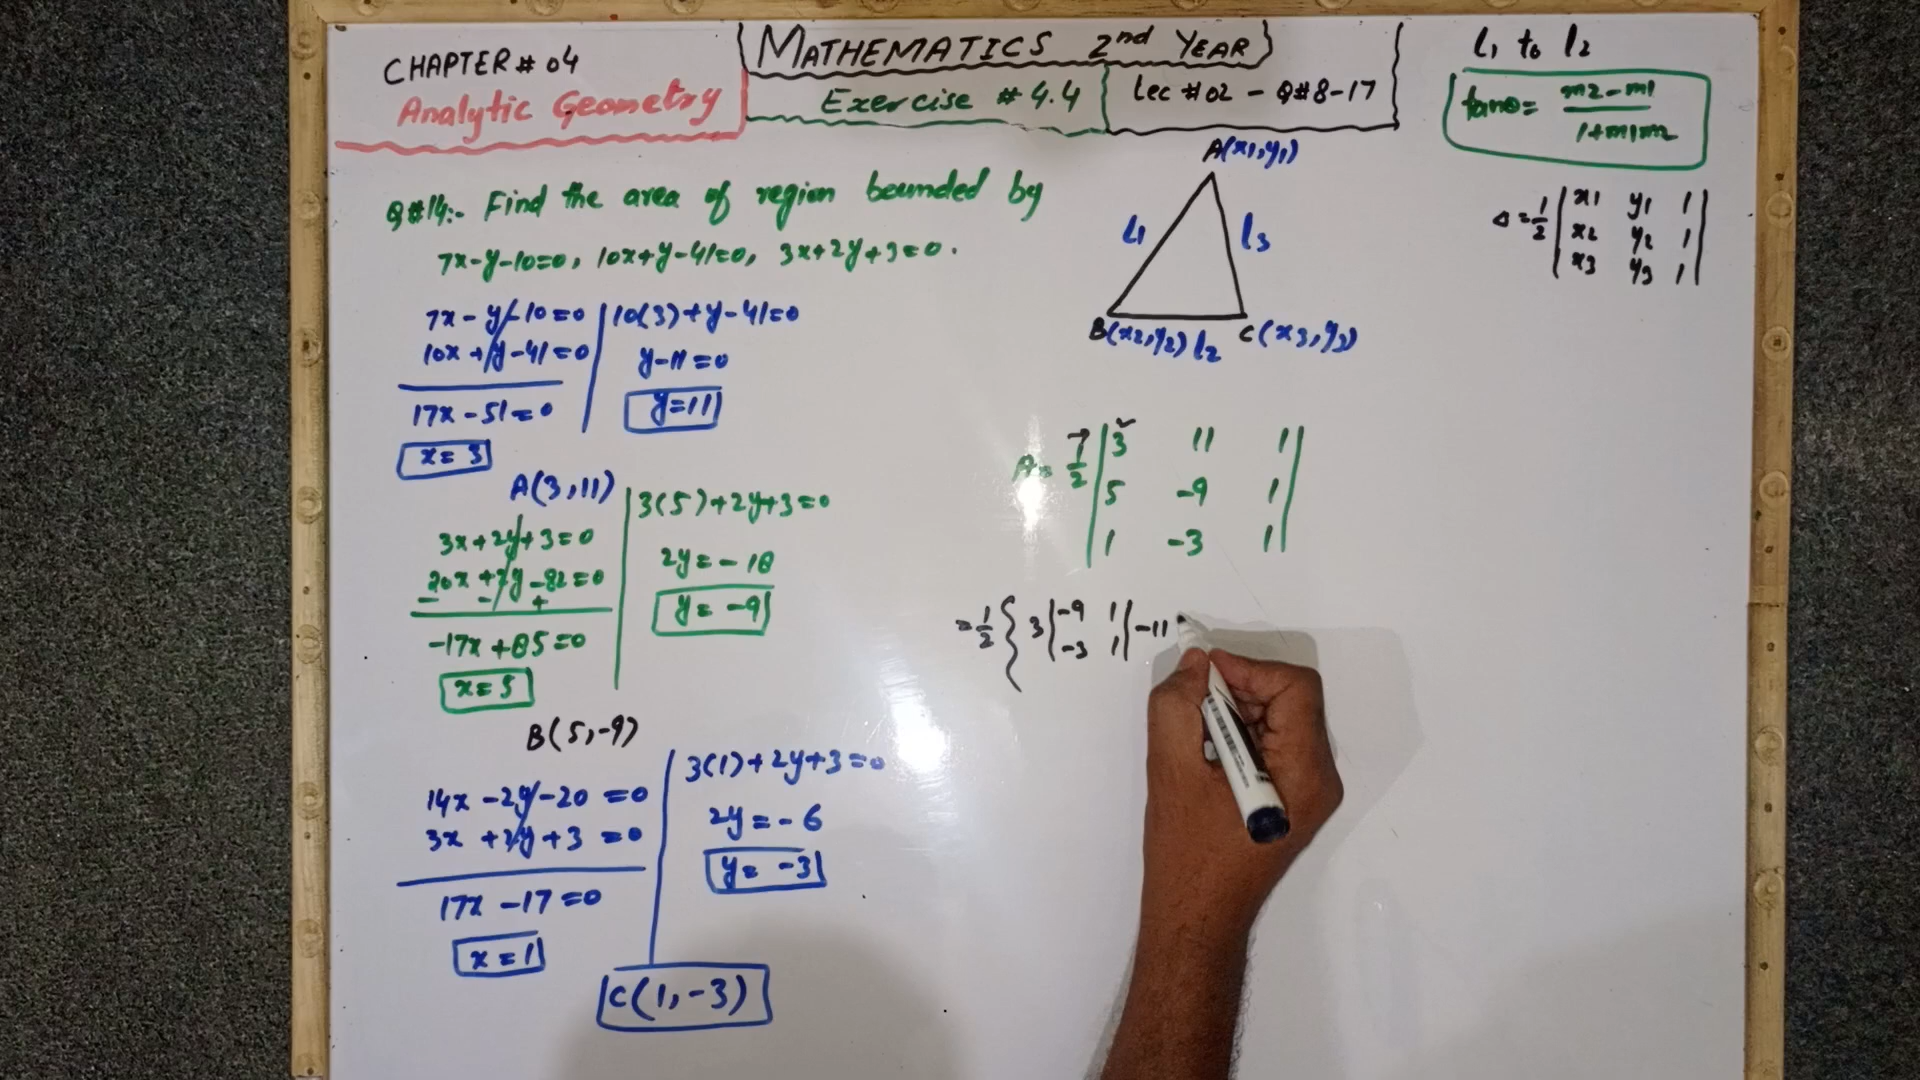 CHAPTER # 04
Analytic Geometry
MATHEMATICS 2nd YEAR
Exercise # 4.4
Lec # 02 - Q#8-17
l1 to l2
tanθ = m2-m1 / 1+m1m2
Δ = 1/2 | x1 y1 1 |
| x2 y2 1 |
| x3 y3 1 |
Q#14:- Find the area of region bounded by
7x-y-10=0, 10x+y-41=0, 3x+2y+3=0.
A(x1,y1)
l1
l3
B(x2,y2)
l2
C(x3,y3)
7x-y-10=0
10x+y-41=0
17x-51=0
x=3
10(3)+y-41=0
y-11=0
y=11
A(3,11)
3x+2y+3=0
20x+2y-82=0
- - +
-17x+85=0
x=5
3(5)+2y+3=0
2y=-18
y=-9
B(5,-9)
14x-2y-20=0
3x+2y+3=0
17x-17=0
x=1
3(1)+2y+3=0
2y=-6
y=-3
C(1,-3)
A= 1/2 | 3 11 1 |
| 5 -9 1 |
| 1 -3 1 |
= 1/2 { 3 | -9 1 | -11
| -3 1 |